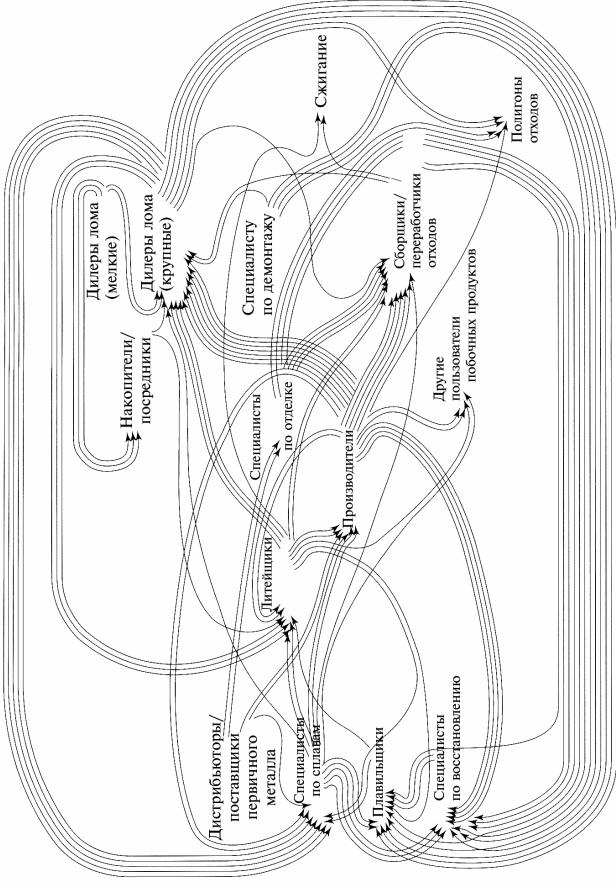 Дилеры лома
(мелкие)
Накопители/
посредники
Дилеры лома
(крупные)
Сжигание
Специалисту
по демонтажу
Полигоны
отходов
Сборщики/
переработчики
отходов
Другие
пользователи
побочных продуктов
Специалисты
по отделке
Производители
Литейщики
Дистрибьюторы/
поставщики
первичного
металла
Специалисты
по сплавам
Плавильщики
Специалисты
по восстановлению